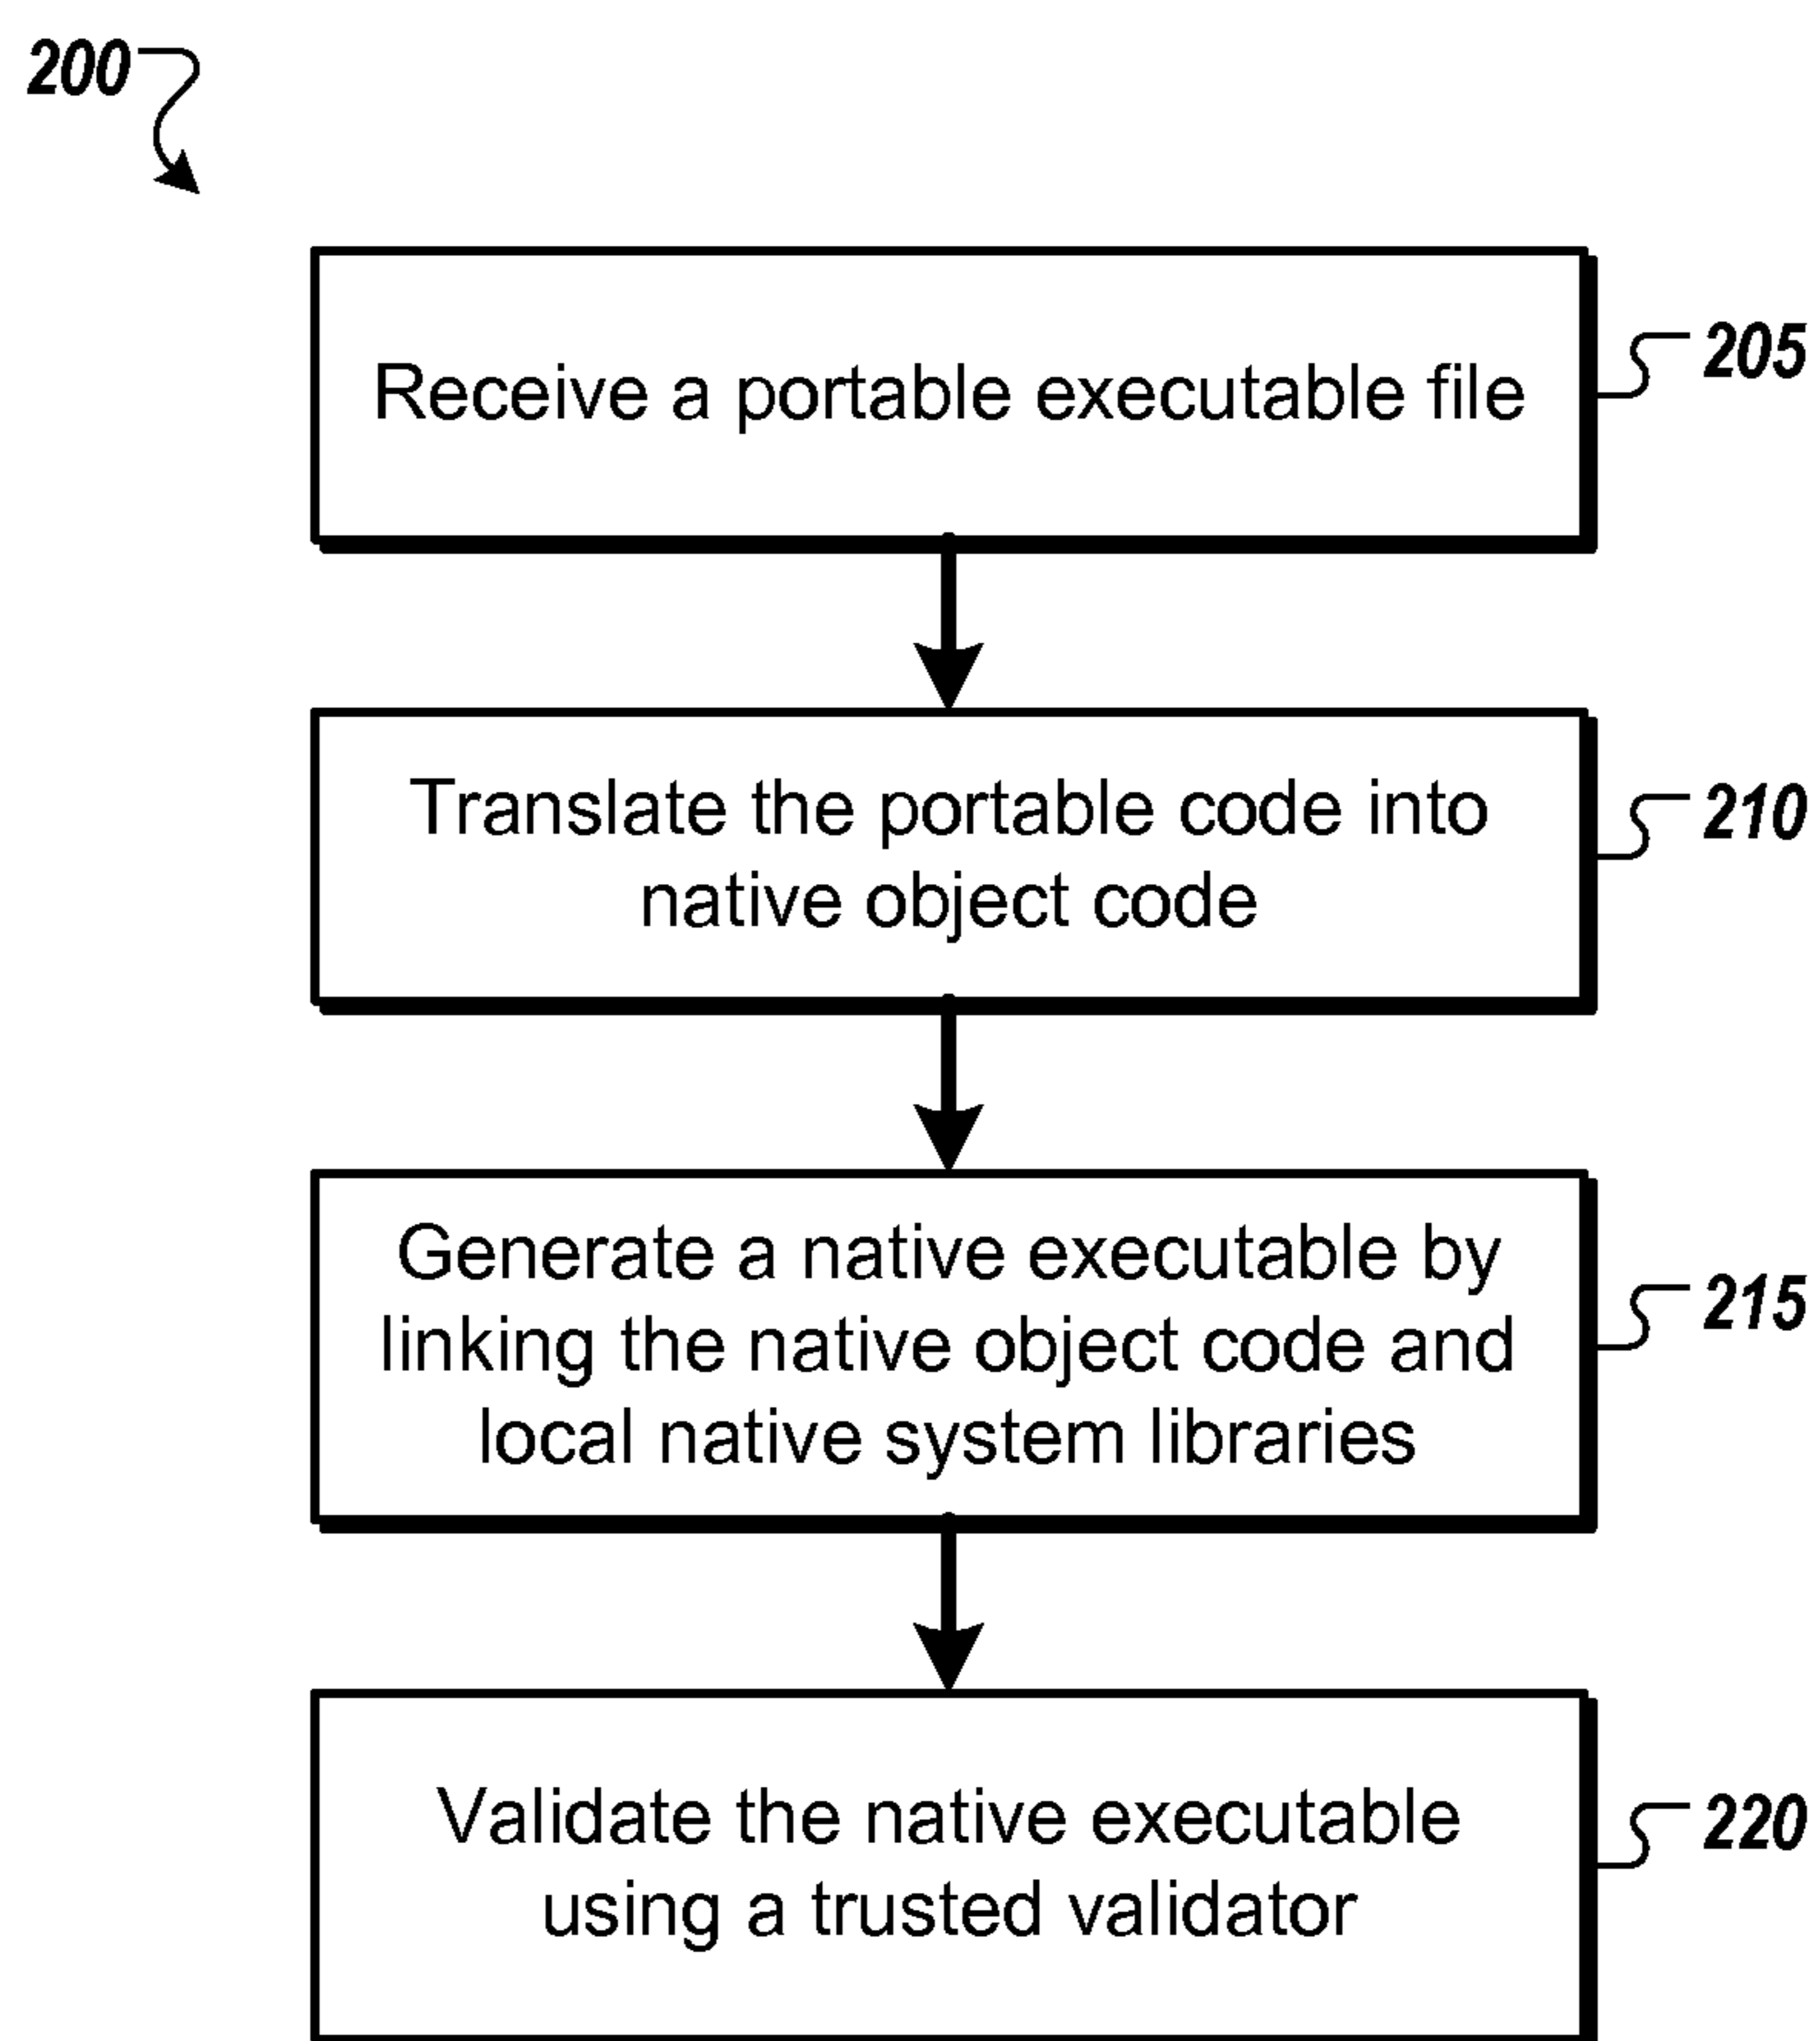 200
Receive a portable executable file
205
Translate the portable code into
native object code
210
Generate a native executable by
linking the native object code and
local native system libraries
215
Validate the native executable
using a trusted validator
220